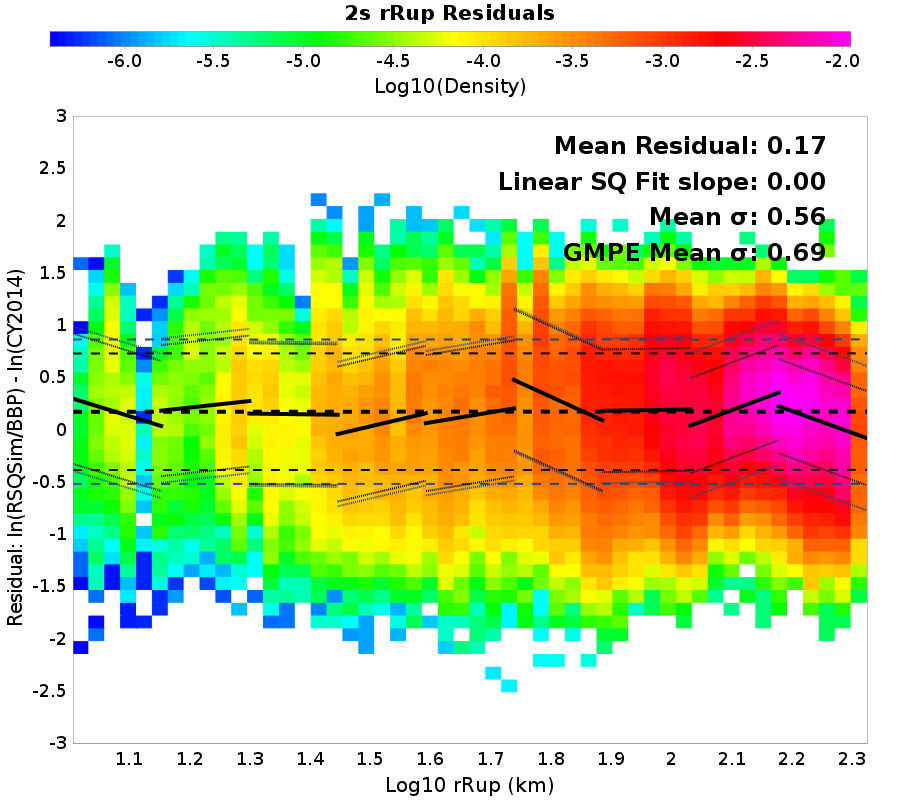 2s rRup Residuals
-6.0 -5.5 -5.0 -4.5 -4.0 -3.5 -3.0 -2.5 -2.0
Log10(Density)
Mean Residual: 0.17
Linear SQ Fit slope: 0.00
Mean σ: 0.56
GMPE Mean σ: 0.69
Residual: ln(RSQSim/BBP) - ln(CY2014)
3
2.5
2
1.5
1
0.5
0
-0.5
-1
-1.5
-2
-2.5
-3
1.1 1.2 1.3 1.4 1.5 1.6 1.7 1.8 1.9 2 2.1 2.2 2.3
Log10 rRup (km)